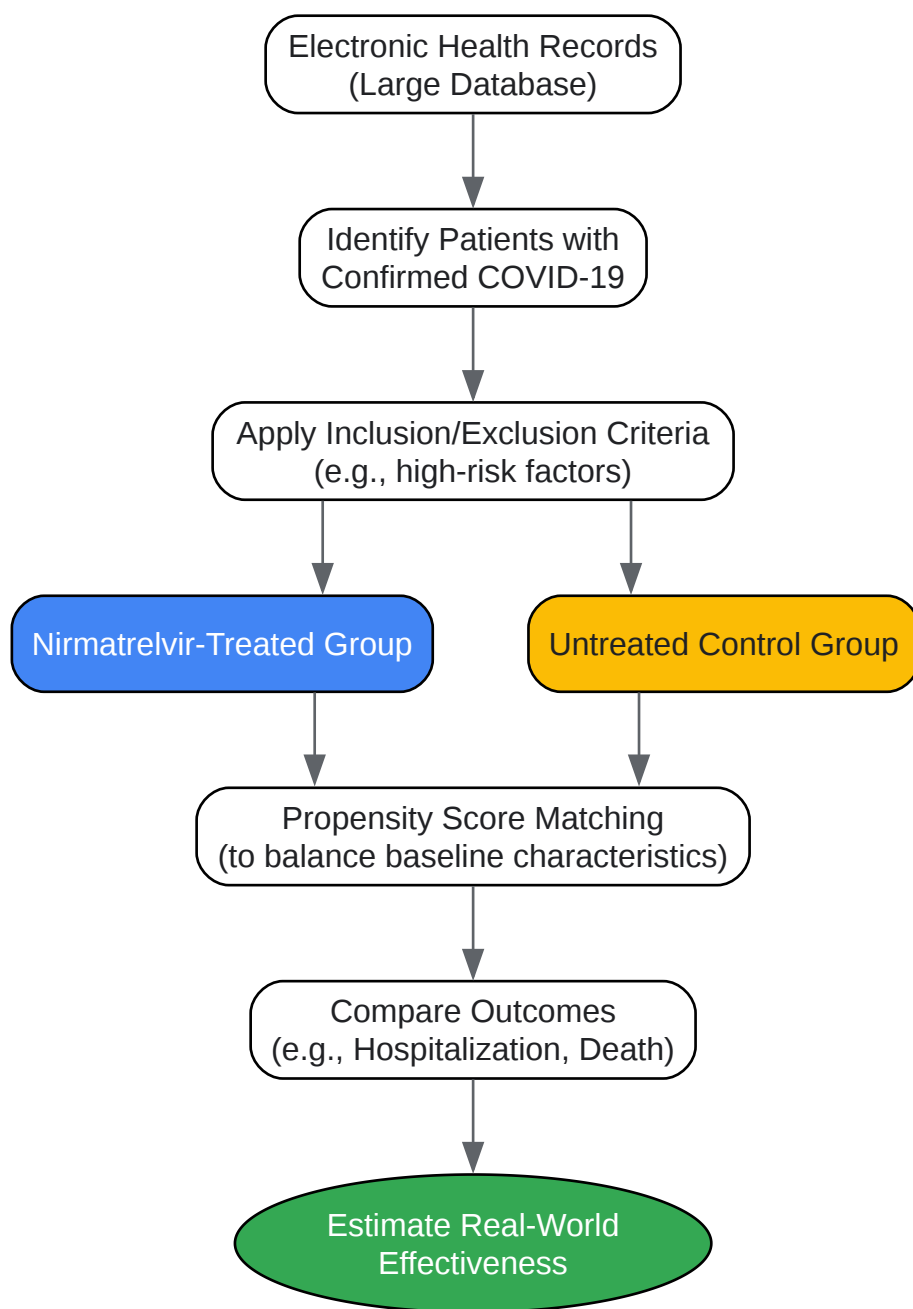 Electronic Health Records
(Large Database)
Identify Patients with
Confirmed COVID-19
Apply Inclusion/Exclusion Criteria
(e.g., high-risk factors)
Nirmatrelvir-Treated Group
Untreated Control Group
Propensity Score Matching
(to balance baseline characteristics)
Compare Outcomes
(e.g., Hospitalization, Death)
Estimate Real-World
Effectiveness